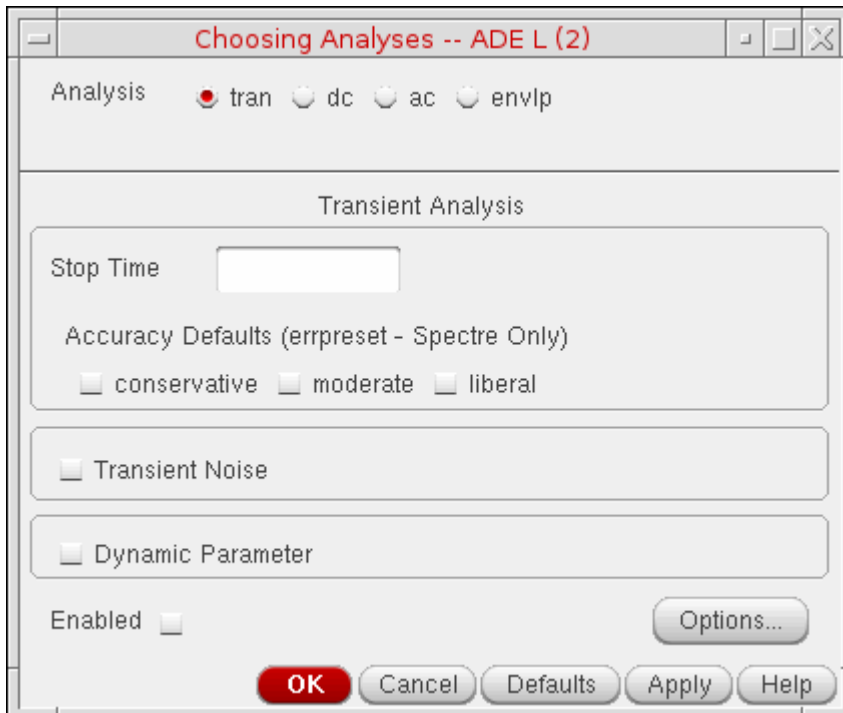 Choosing Analyses -- ADE L (2)
Analysis tran dc ac envlp
Transient Analysis
Stop Time
Accuracy Defaults (errpreset - Spectre Only)
conservative moderate liberal
Transient Noise
Dynamic Parameter
Enabled Options...
OK Cancel Defaults Apply Help